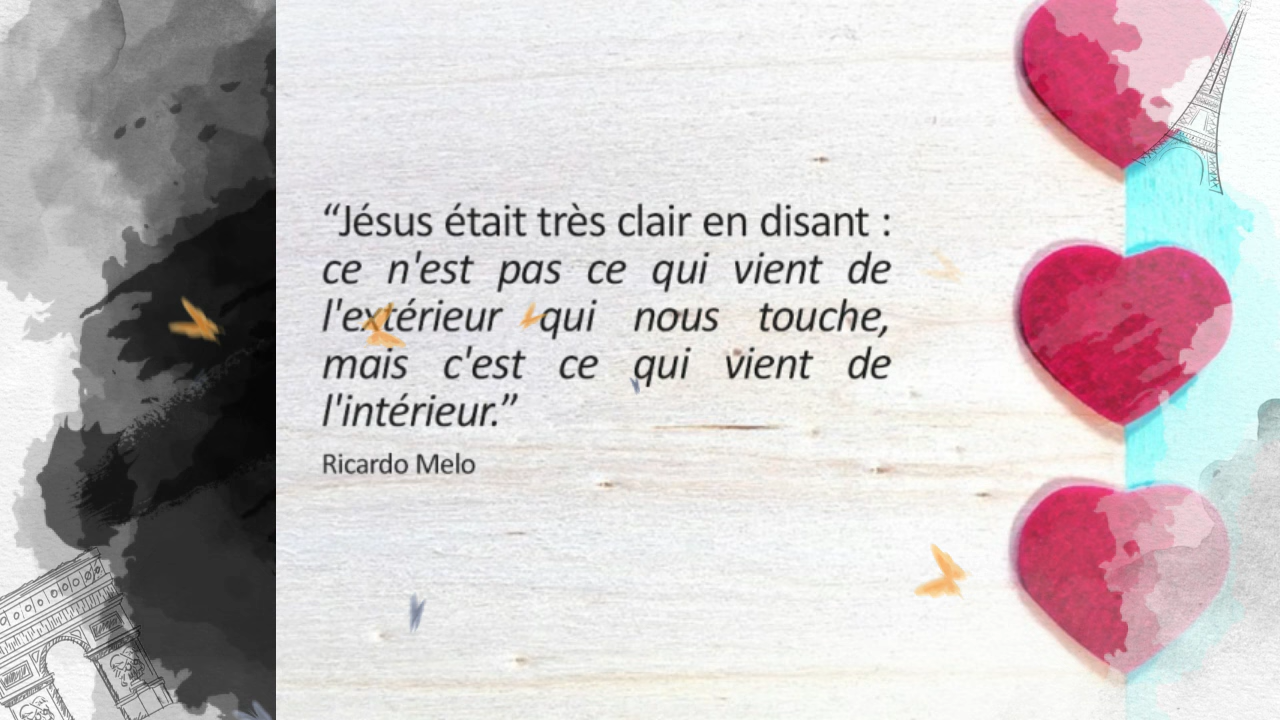 “Jésus était très clair en disant :
ce n'est pas ce qui vient de
l'extérieur qui nous touche,
mais c'est ce qui vient de
l'intérieur.”
Ricardo Melo